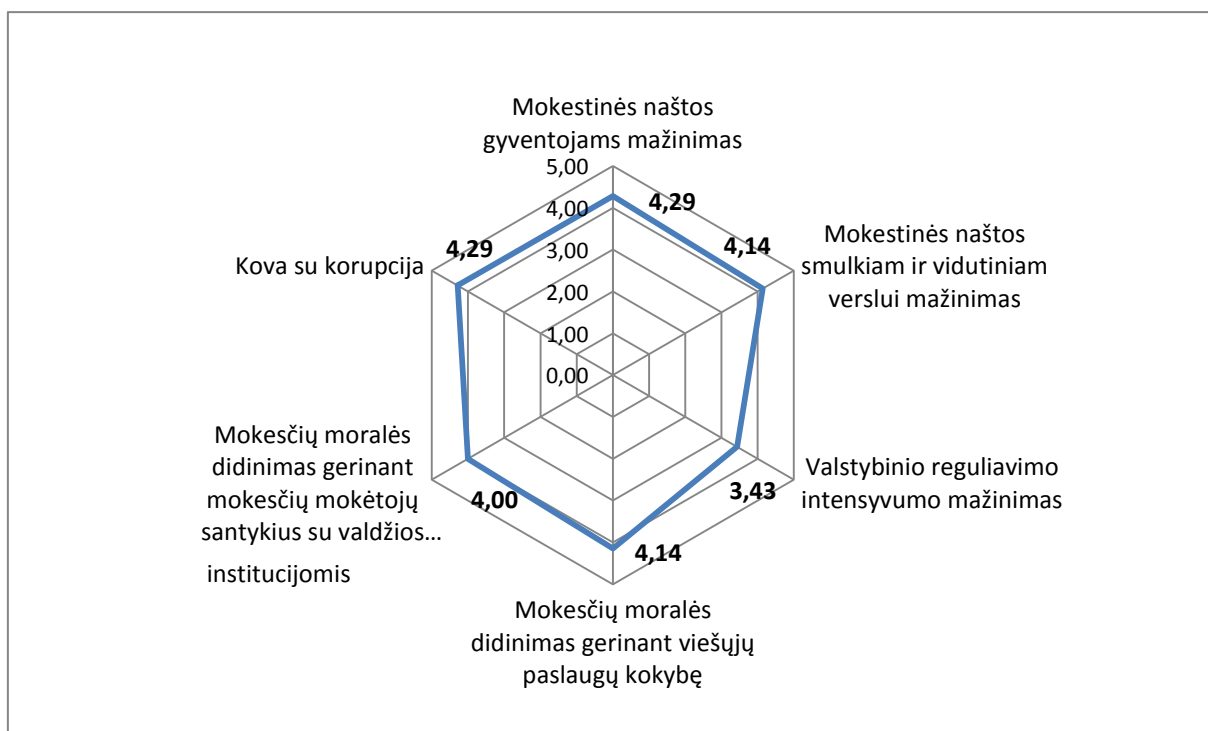 Mokestinės naštos
gyventojams mažinimas
5,00
4,00
3,00
2,00
1,00
0,00
4,29
4,14
Mokestinės naštos
smulkiam ir vidutiniam
verslui mažinimas
3,43
Valstybinio reguliavimo
intensyvumo mažinimas
4,14
Mokesčių moralės
didinimas gerinant viešųjų
paslaugų kokybę
4,00
Mokesčių moralės
didinimas gerinant
mokesčių mokėtojų
santykius su valdžios…
institucijomis
4,29
Kova su korupcija